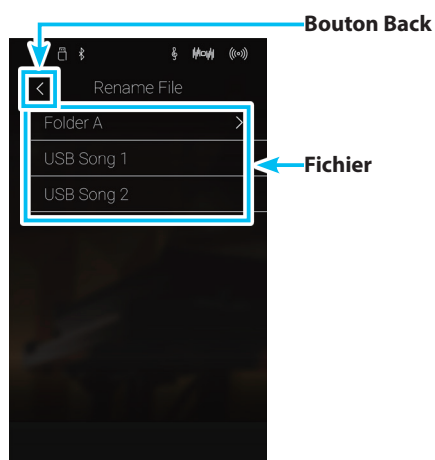 Bouton Back
Rename File
Folder A
USB Song 1
Fichier
USB Song 2